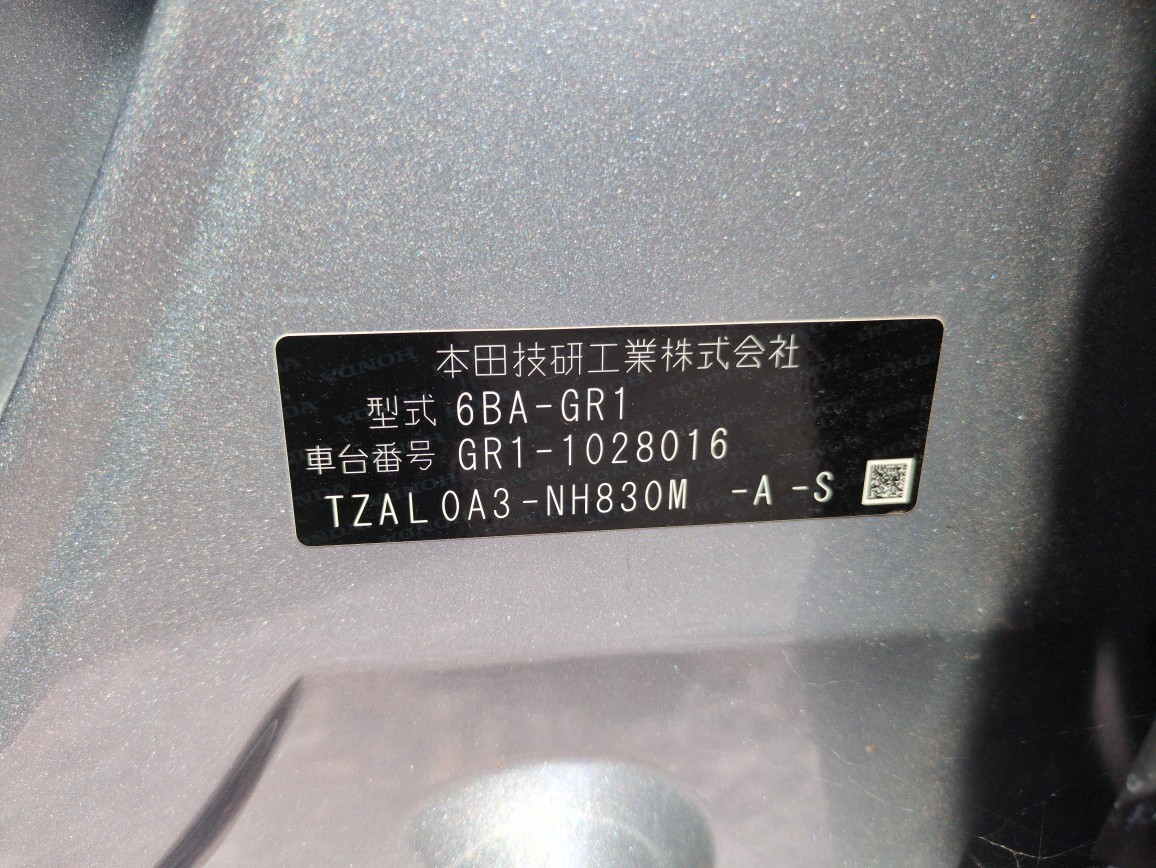 本田技研工業株式会社
型式 6BA-GR1
車台番号 GR1-1028016
TZAL0A3-NH830M -A-S